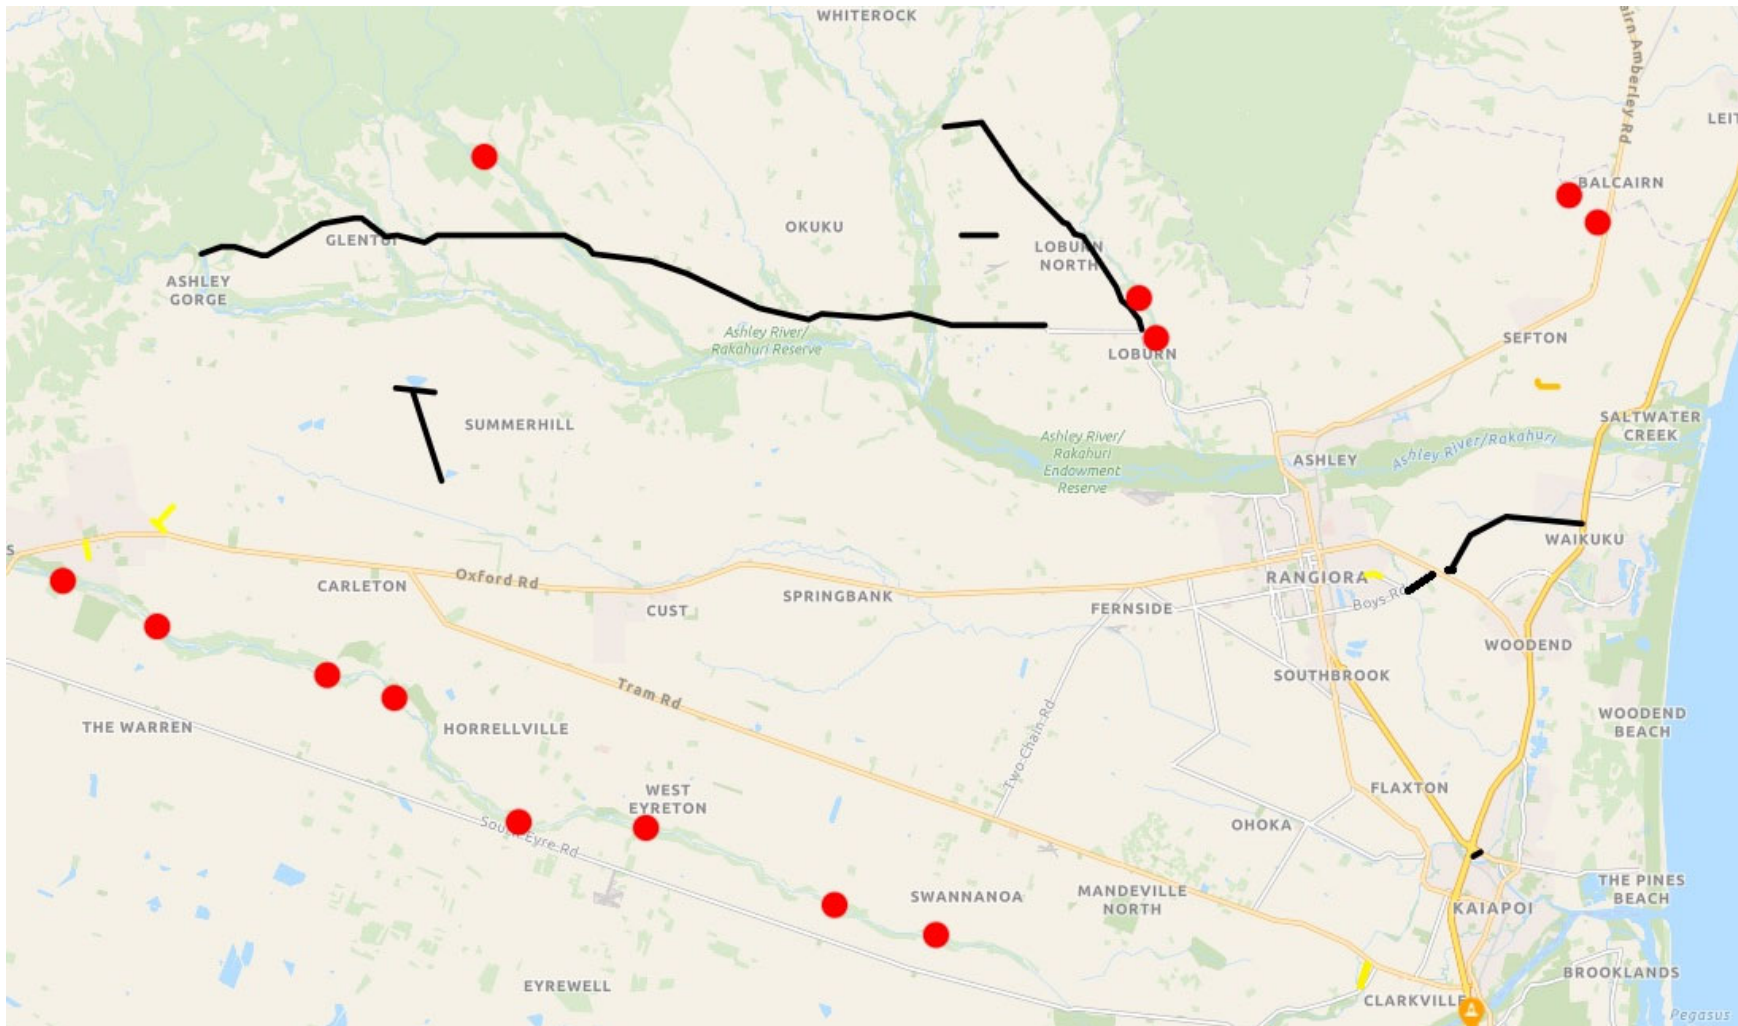 WHITEROCK
airn Amberley Rd
LEIT
BALCAIRN
OKUKU
GLENTUI
LOBURN
NORTH
ASHLEY
GORGE
Ashley River/
Rakahuri Reserve
LOBURN
SEFTON
SUMMERHILL
SALTWATER
CREEK
Ashley River/
Rakahuri
Endowment
Reserve
ASHLEY
Ashley River/Rakahuri
S
WAIKUKU
Oxford Rd
CARLETON
CUST
SPRINGBANK
FERNSIDE
RANGIORA
Boys Rd
WOODEND
Tram Rd
SOUTHBROOK
THE WARREN
HORRELLVILLE
Two-Chain Rd
WOODEND
BEACH
WEST
EYRETON
FLAXTON
South Eyre Rd
OHOKA
SWANNANOA
MANDEVILLE
NORTH
THE PINES
BEACH
KAIAPOI
EYREWELL
BROOKLANDS
CLARKVILLE
Pegasus